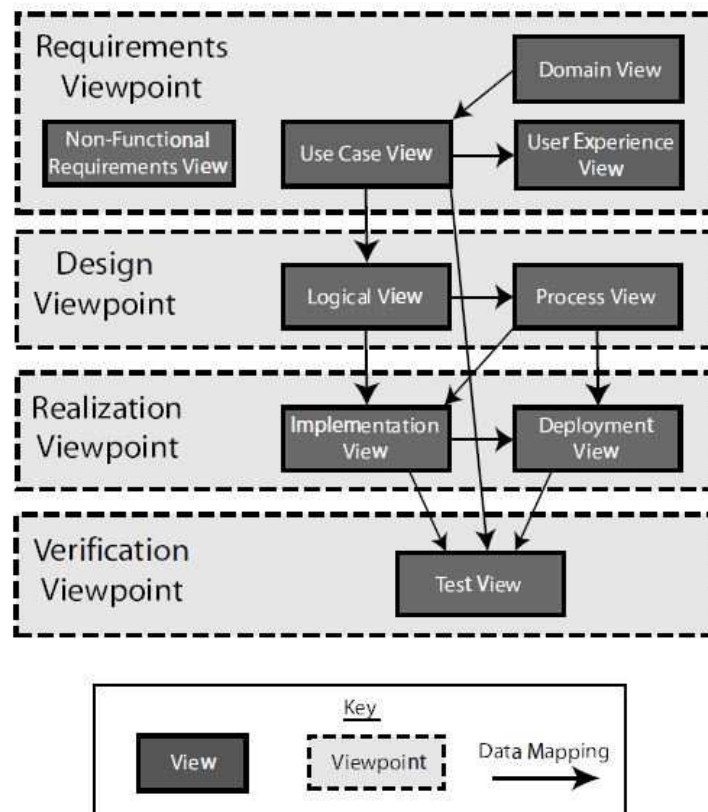 Requirements
Viewpoint
Domain View
Non-Functional
Requirements View
Use Case View
User Experience
View
Design
Viewpoint
Logical View
Process View
Realization
Viewpoint
Implementation
View
Deployment
View
Verification
Viewpoint
Test View
Key
View
Viewpoint
Data Mapping